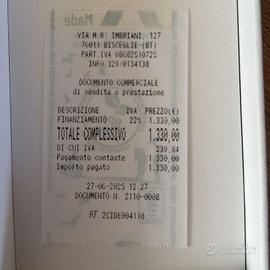 Made
VIA M.R. IMBRIANI, 127
76011 BISCEGLIE (BT)
PART.IVA 08682510725
INFO 329/0134138
DOCUMENTO COMMERCIALE
di vendita o prestazione
DESCRIZIONE IVA PREZZO(€)
FINANZIAMENTO 22% 1.330,00
TOTALE COMPLESSIVO 1.330,00
DI CUI IVA 239,84
Pagamento contante 1.330,00
Importo pagato 1.330,00
27-06-2025 12:27
DOCUMENTO N. 2110-0008
RT 2CIDE004110
subito